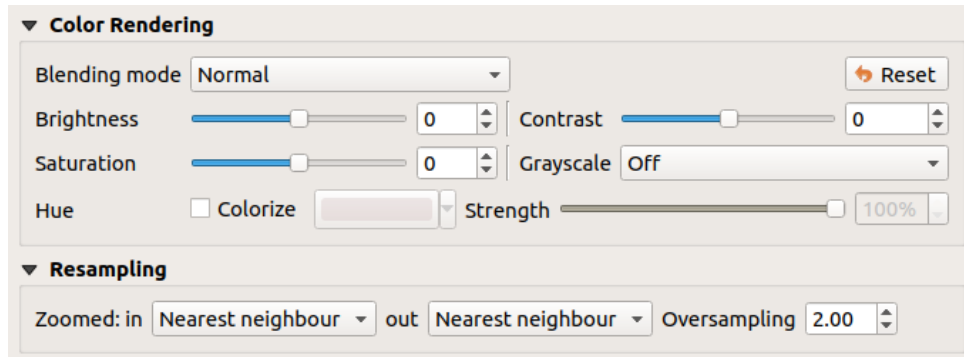 Color Rendering
Blending mode Normal Reset
Brightness 0 Contrast 0
Saturation 0 Grayscale Off
Hue Colorize Strength 100%
Resampling
Zoomed: in Nearest neighbour out Nearest neighbour Oversampling 2.00